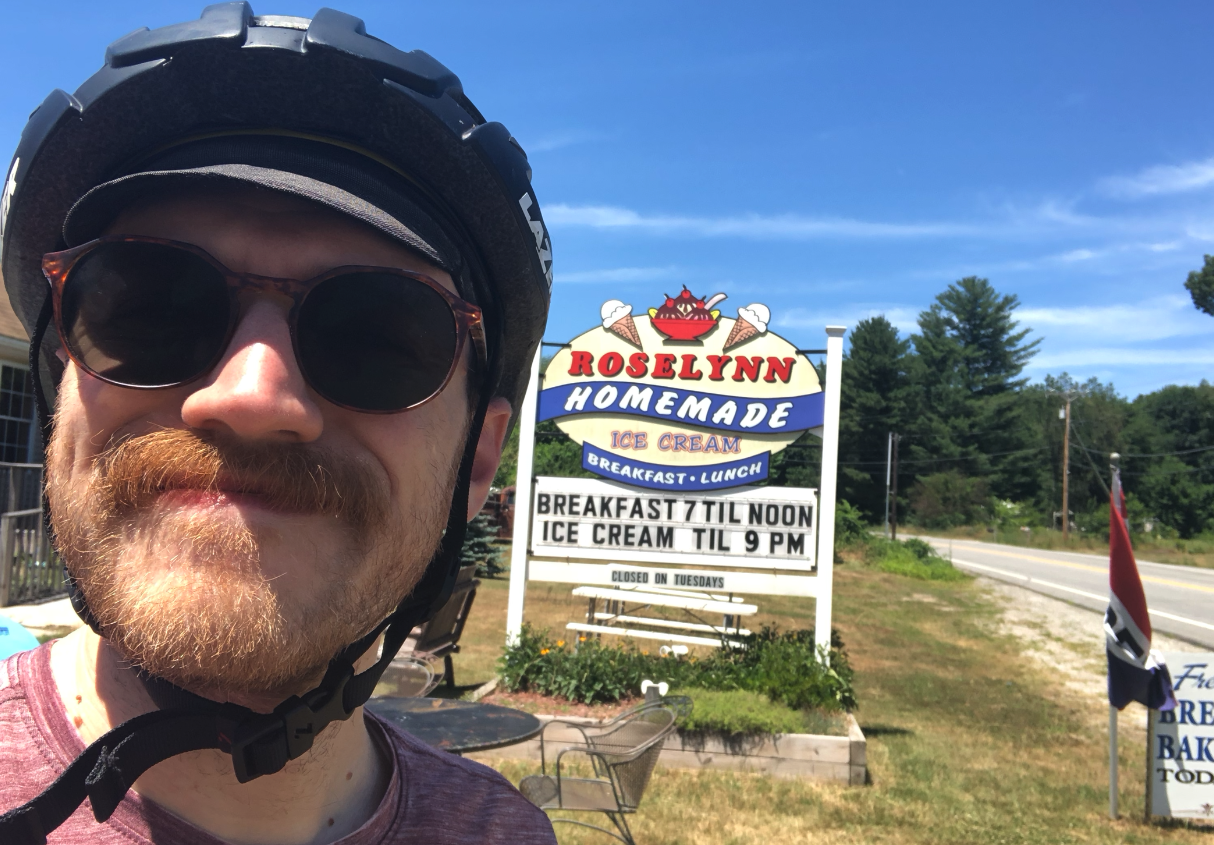 ROSELYNN
HOMEMADE
ICE CREAM
BREAKFAST • LUNCH
BREAKFAST 7 TIL NOON
ICE CREAM TIL 9 PM
CLOSED ON TUESDAYS